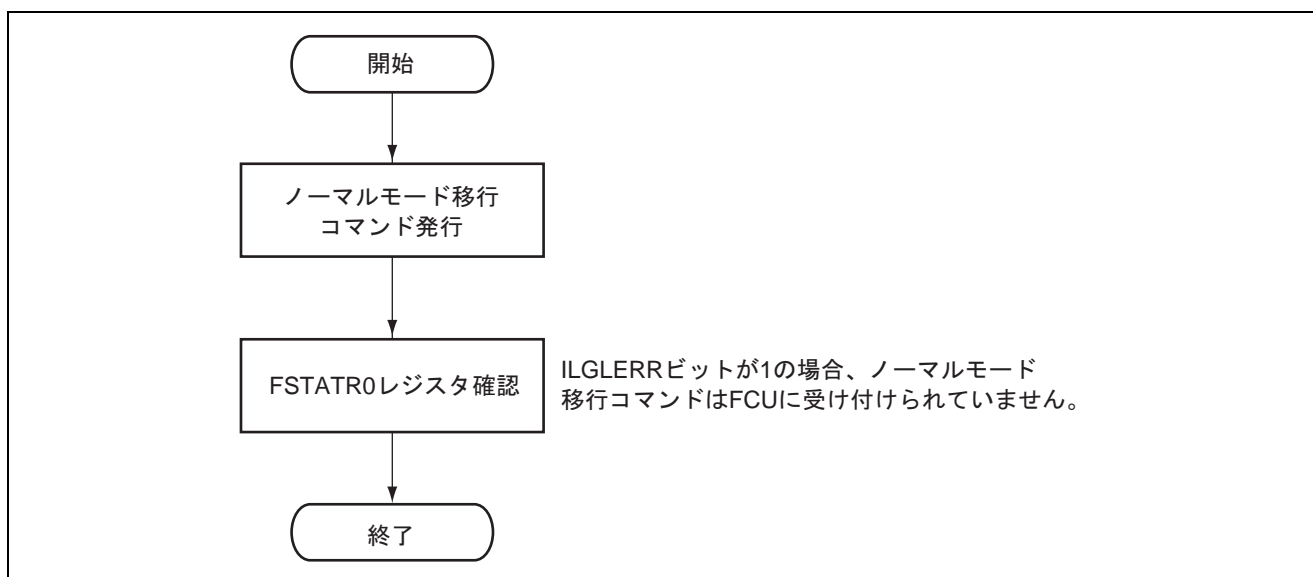 開始
ノーマルモード移行
コマンド発行
FSTATR0レジスタ確認
ILGLERRビットが1の場合、ノーマルモード
移行コマンドはFCUに受け付けられていません。
終了